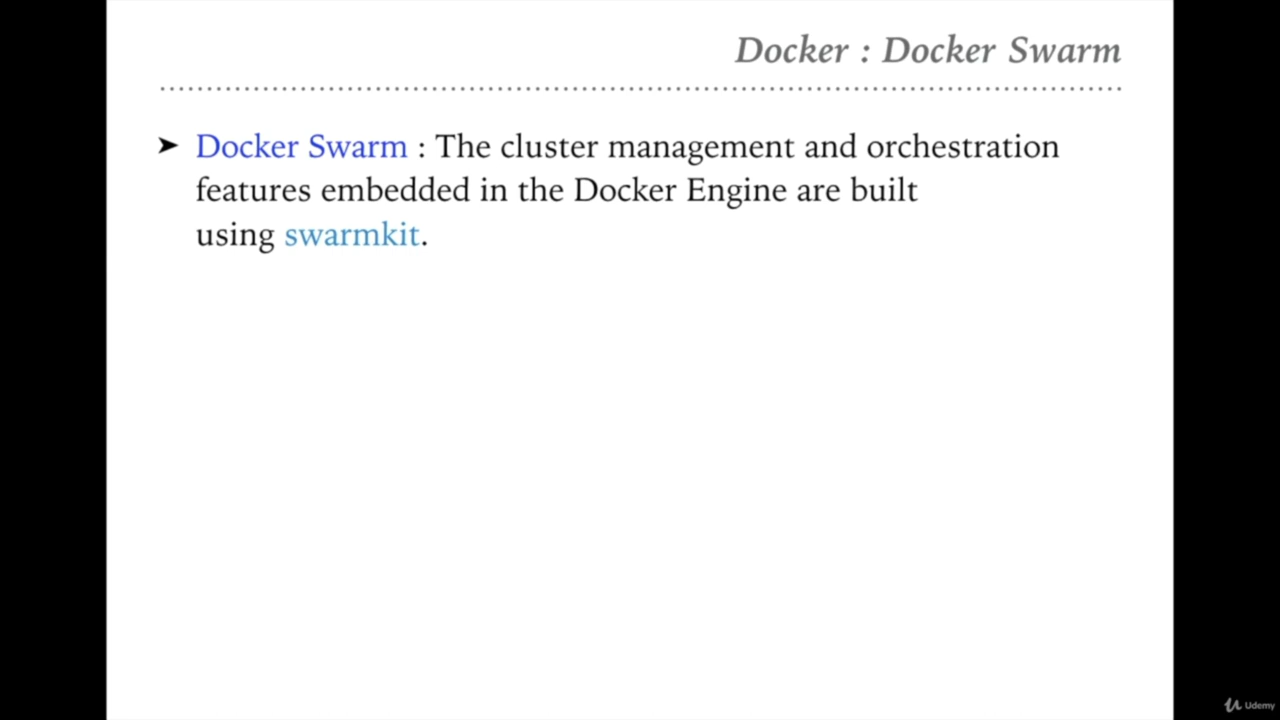 Docker : Docker Swarm
➤ Docker Swarm : The cluster management and orchestration
features embedded in the Docker Engine are built
using swarmkit.
Udemy